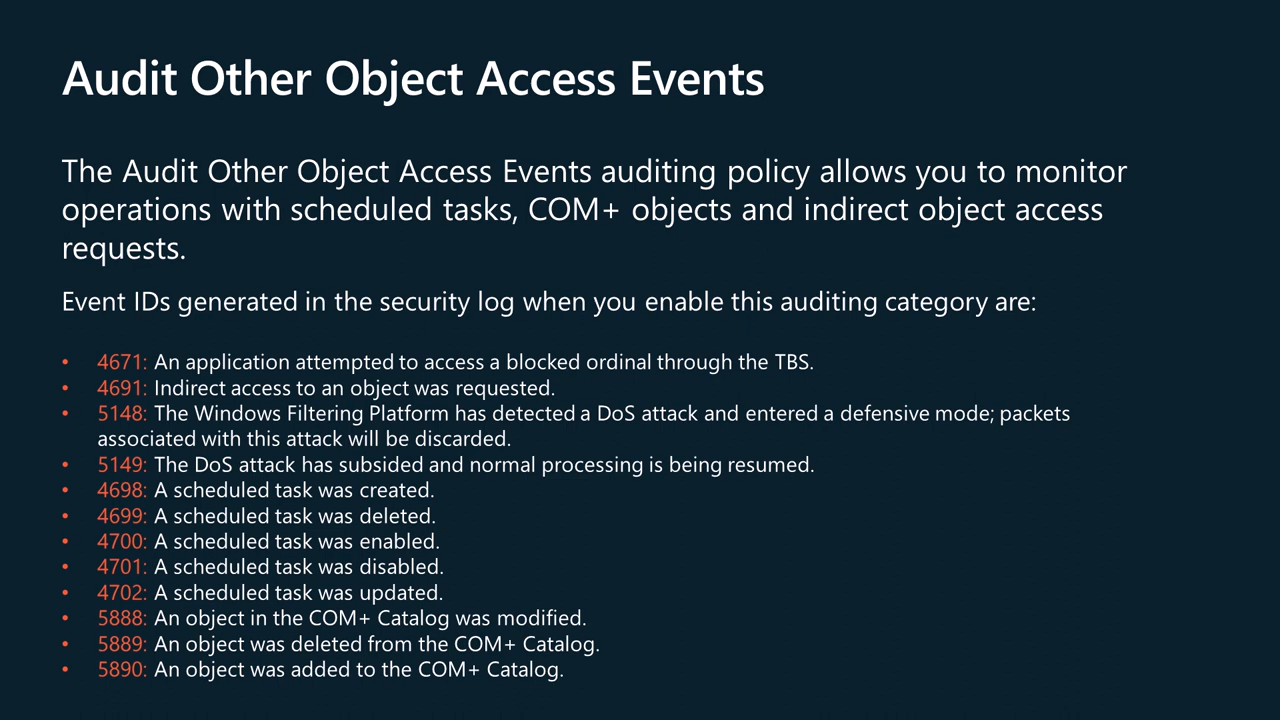 Audit Other Object Access Events
The Audit Other Object Access Events auditing policy allows you to monitor
operations with scheduled tasks, COM+ objects and indirect object access
requests.
Event IDs generated in the security log when you enable this auditing category are:
• 4671: An application attempted to access a blocked ordinal through the TBS.
• 4691: Indirect access to an object was requested.
• 5148: The Windows Filtering Platform has detected a DoS attack and entered a defensive mode; packets
associated with this attack will be discarded.
• 5149: The DoS attack has subsided and normal processing is being resumed.
• 4698: A scheduled task was created.
• 4699: A scheduled task was deleted.
• 4700: A scheduled task was enabled.
• 4701: A scheduled task was disabled.
• 4702: A scheduled task was updated.
• 5888: An object in the COM+ Catalog was modified.
• 5889: An object was deleted from the COM+ Catalog.
• 5890: An object was added to the COM+ Catalog.